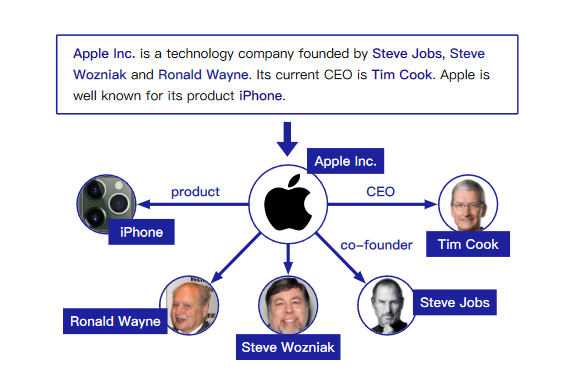 Apple Inc. is a technology company founded by Steve Jobs, Steve
Wozniak and Ronald Wayne. Its current CEO is Tim Cook. Apple is
well known for its product iPhone.
Apple Inc.
product
CEO
iPhone
co-founder
Tim Cook
Steve Jobs
Ronald Wayne
Steve Wozniak